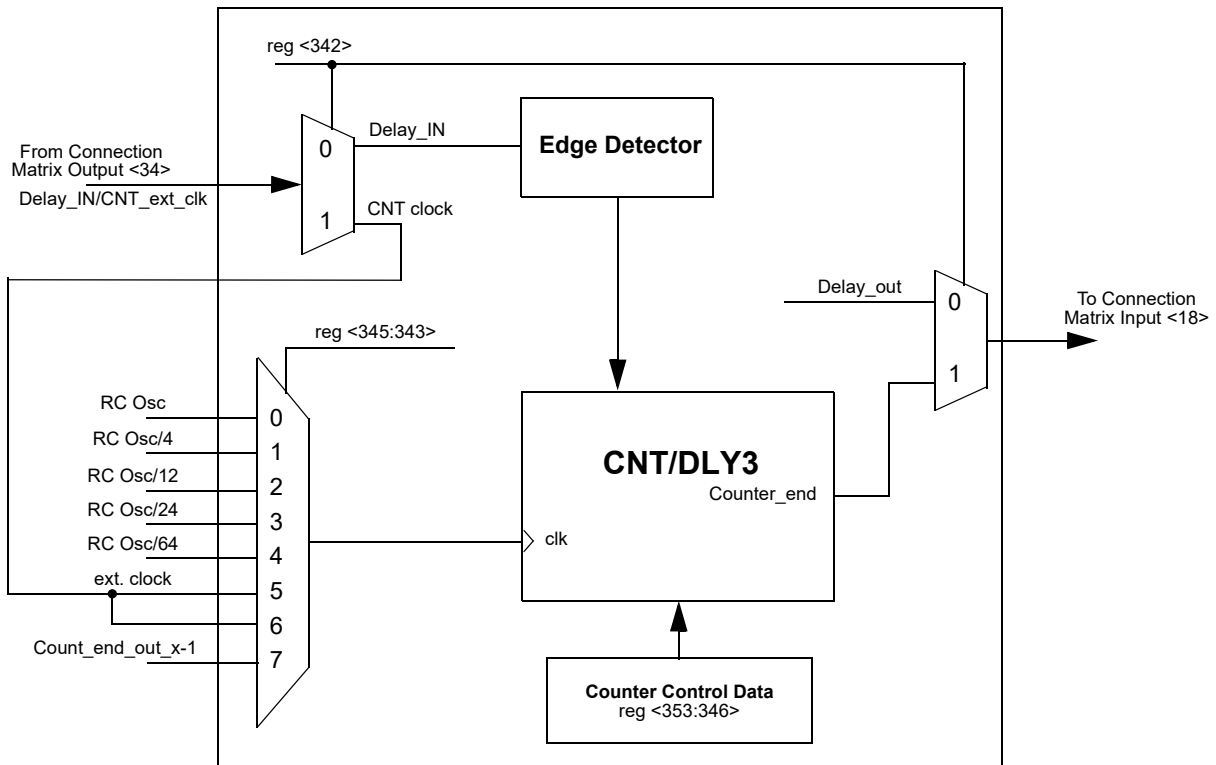 reg <342>
From Connection
Matrix Output <34>
Delay_IN/CNT_ext_clk
0
1
Delay_IN
CNT clock
Edge Detector
Delay_out
0
1
To Connection
Matrix Input <18>
reg <345:343>
RC Osc
0
RC Osc/4
1
RC Osc/12
2
RC Osc/24
3
RC Osc/64
4
ext. clock
5
6
Count_end_out_x-1
7
CNT/DLY3
Counter_end
clk
Counter Control Data
reg <353:346>